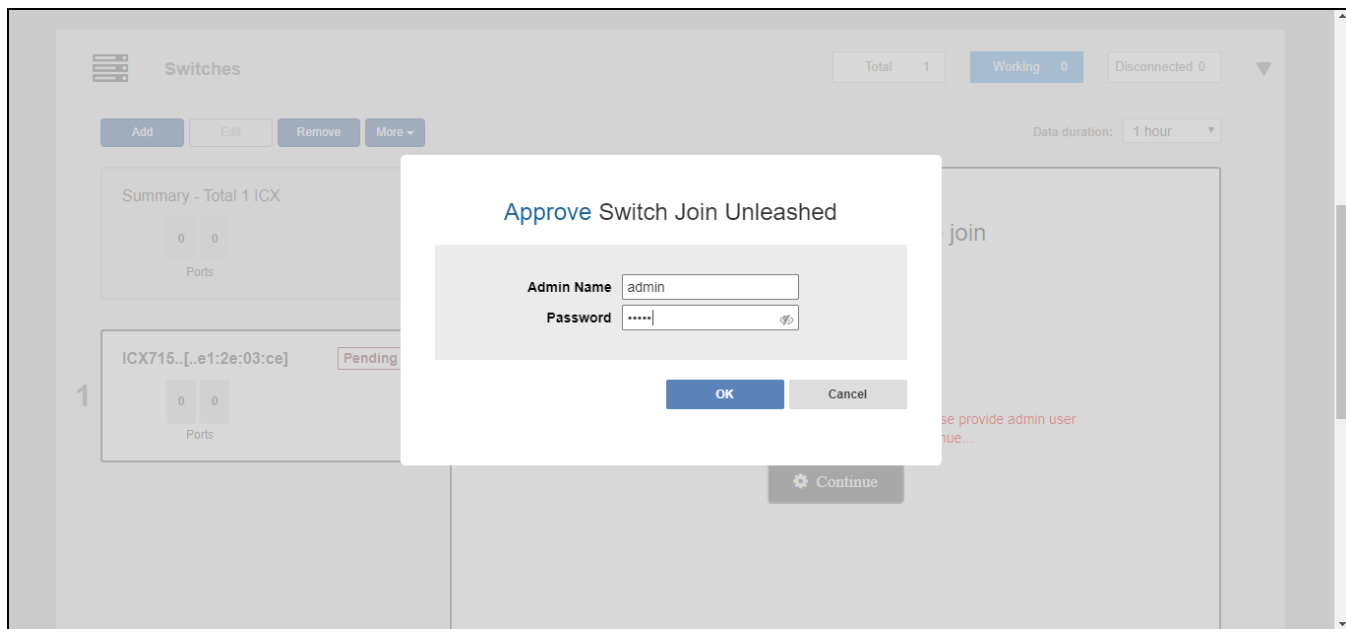 Switches
Total 1
Working 0
Disconnected 0
Add
Edit
Remove
More
Data duration: 1 hour
Summary - Total 1 ICX
0 0
Ports
Approve Switch Join Unleashed
join
Admin Name admin
Password •••••
OK
Cancel
1
ICX715..[..e1:2e:03:ce]
Pending
0 0
Ports
se provide admin user
nue...
Continue